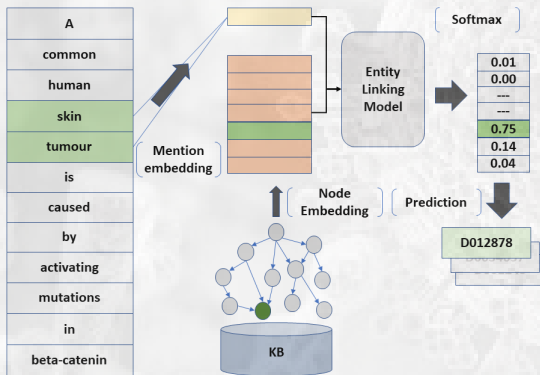 A
common
human
skin
tumour
is
caused
by
activating
mutations
in
beta-catenin
Mention
embedding
Entity
Linking
Model
Softmax
0.01
0.00
---
---
0.75
0.14
0.04
Node
Embedding
Prediction
D012878
KB